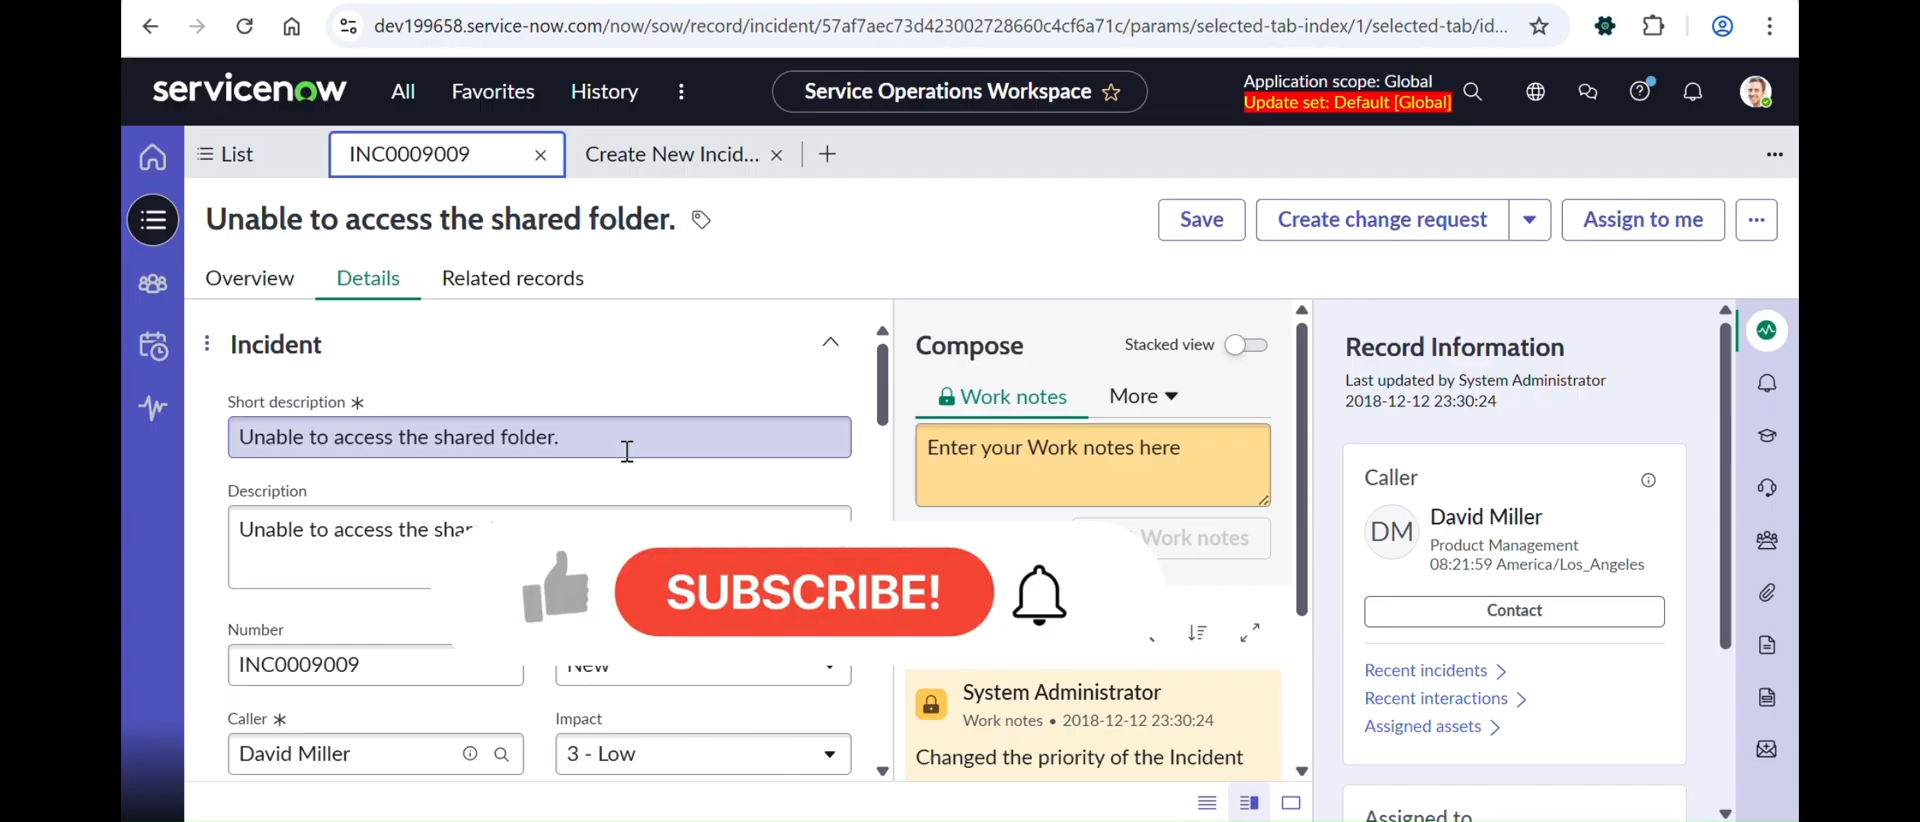 dev199658.service-now.com/now/sow/record/incident/57af7aec73d423002728660c4cf6a71c/params/selected-tab-index/1/selected-tab/id...
servicenow All Favorites History Service Operations Workspace Application scope: Global
Update set: Default [Global]
List INC0009009 Create New Incid...
Unable to access the shared folder. Save Create change request Assign to me
Overview Details Related records
Incident
Short description *
Unable to access the shared folder.
Description
Unable to access the shar
Number
INC0009009 New
Caller * Impact
David Miller 3 - Low
Compose Stacked view
Work notes More
Enter your Work notes here
Work notes
SUBSCRIBE!
System Administrator
Work notes • 2018-12-12 23:30:24
Changed the priority of the Incident
Record Information
Last updated by System Administrator
2018-12-12 23:30:24
Caller
DM David Miller
Product Management
08:21:59 America/Los_Angeles
Contact
Recent incidents
Recent interactions
Assigned assets
Assigned to